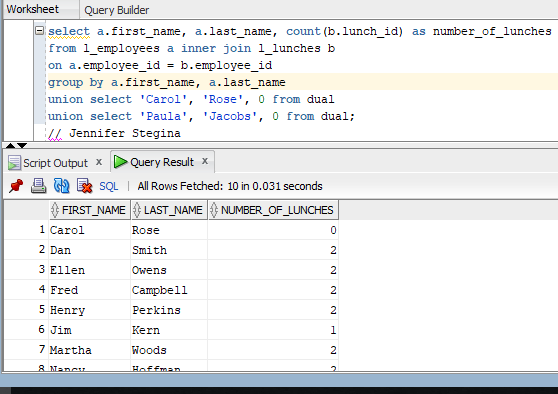 Worksheet Query Builder
select a.first_name, a.last_name, count(b.lunch_id) as number_of_lunches
from l_employees a inner join l_lunches b
on a.employee_id = b.employee_id
group by a.first_name, a.last_name
union select 'Carol', 'Rose', 0 from dual
union select 'Paula', 'Jacobs', 0 from dual;
// Jennifer Stegina
Script Output x Query Result x
SQL | All Rows Fetched: 10 in 0.031 seconds
FIRST_NAME LAST_NAME NUMBER_OF_LUNCHES
1 Carol Rose 0
2 Dan Smith 2
3 Ellen Owens 2
4 Fred Campbell 2
5 Henry Perkins 2
6 Jim Kern 1
7 Martha Woods 2
8 Nancy Hoffman 2